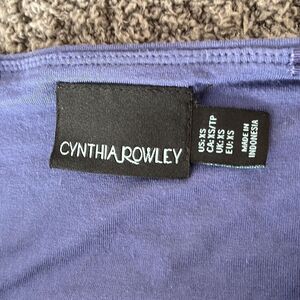 CYNTHIA ROWLEY
US: XS
CA: XS/TP
UK: XS
EU: XS
MADE IN
INDONESIA